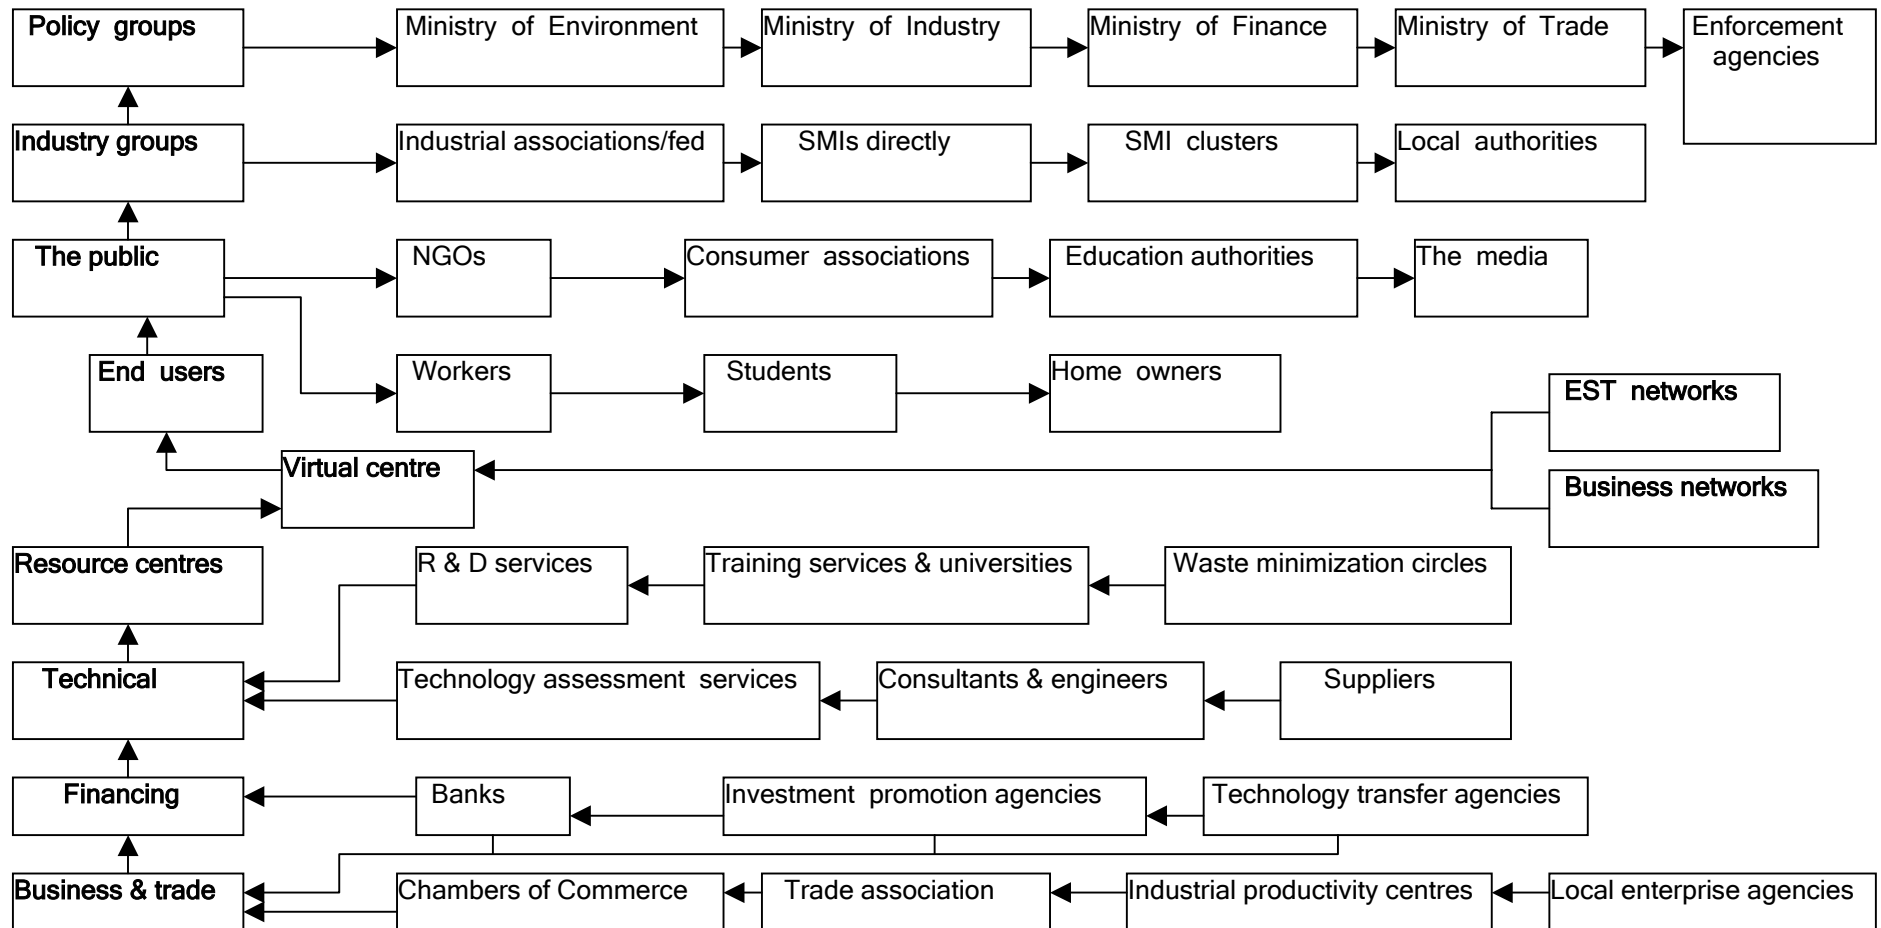 Policy groups
Ministry of Environment
Ministry of Industry
Ministry of Finance
Ministry of Trade
Enforcement
agencies
Industry groups
Industrial associations/fed
SMIs directly
SMI clusters
Local authorities
The public
NGOs
Consumer associations
Education authorities
The media
End users
Workers
Students
Home owners
EST networks
Virtual centre
Business networks
Resource centres
R & D services
Training services & universities
Waste minimization circles
Technical
Technology assessment services
Consultants & engineers
Suppliers
Financing
Banks
Investment promotion agencies
Technology transfer agencies
Business & trade
Chambers of Commerce
Trade association
Industrial productivity centres
Local enterprise agencies